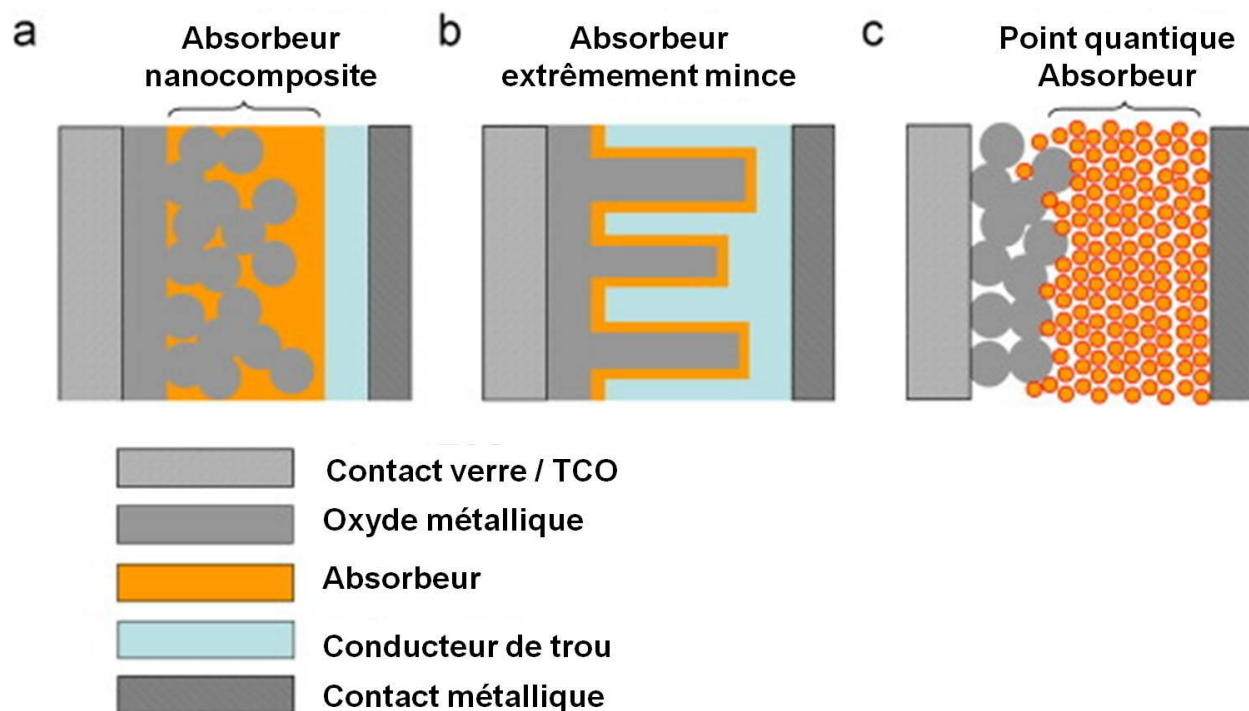 a
Absorbeur
nanocomposite
b
Absorbeur
extrêmement mince
c
Point quantique
Absorbeur
Contact verre / TCO
Oxyde métallique
Absorbeur
Conducteur de trou
Contact métallique